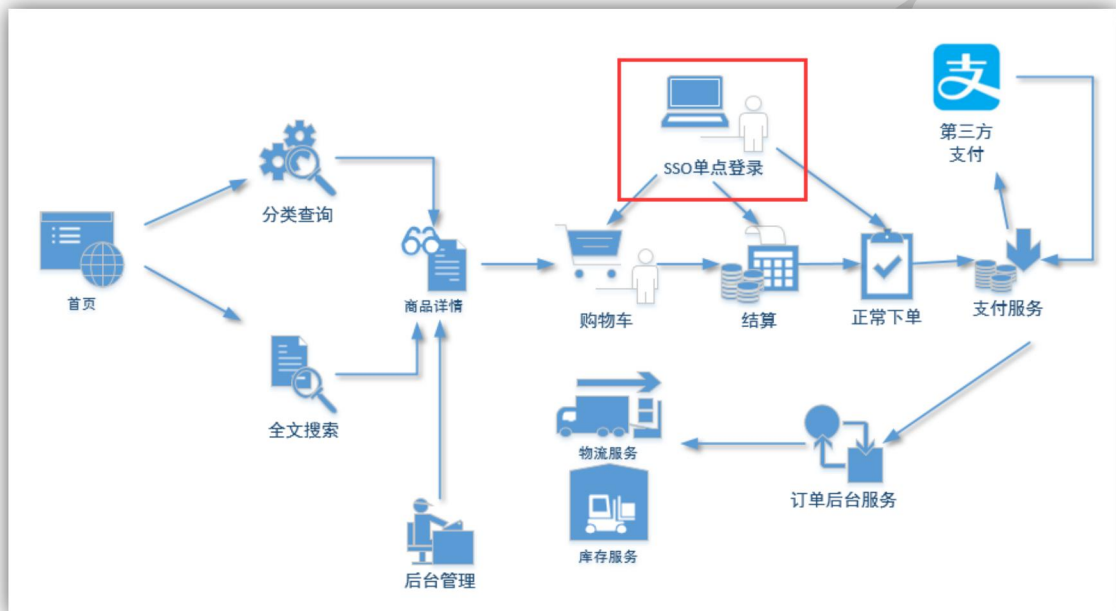 支
第三方
支付
SSO单点登录
分类查询
首页
商品详情
购物车
结算
正常下单
支付服务
全文搜索
物流服务
订单后台服务
库存服务
后台管理